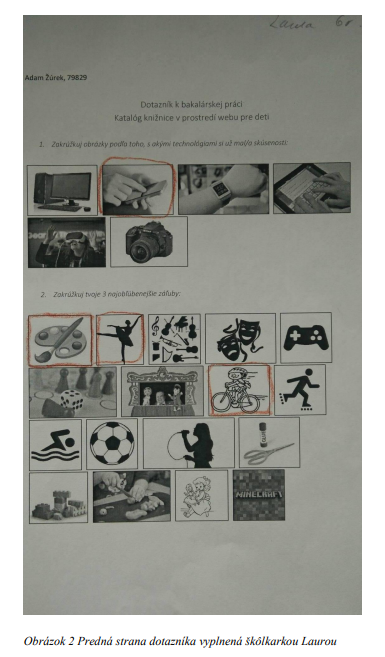 Laura 6r.
Adam Žúrek, 79829
Dotazník k bakalárskej práci
Katalóg knižnice v prostredí webu pre deti
1. Zakrúžkuj obrázky podľa toho, s akými technológiami si už mal/a skúsenosti:
2. Zakrúžkuj tvoje 3 najobľúbenejšie záľuby:
MINECRAFT
Obrázok 2 Predná strana dotazníka vyplnená škôlkarkou Laurou